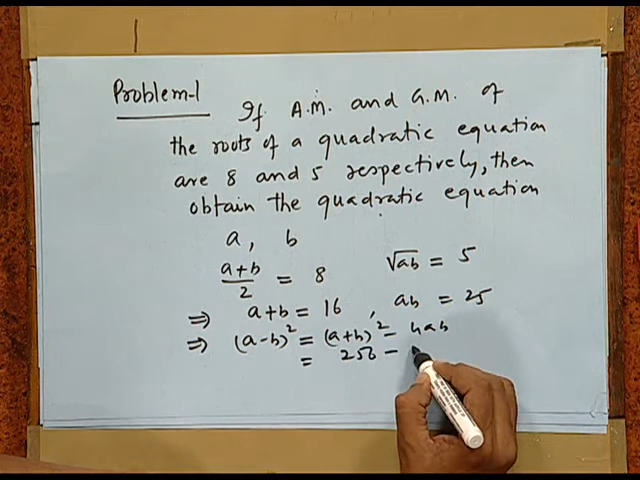 Problem-1
If A.M. and G.M. of
the roots of a quadratic equation
are 8 and 5 respectively, then
obtain the quadratic equation
a, b
a+b/2 = 8 √ab = 5
⇒ a+b = 16, ab = 25
⇒ (a-b)² = (a+b)² - 4ab
= 256 -